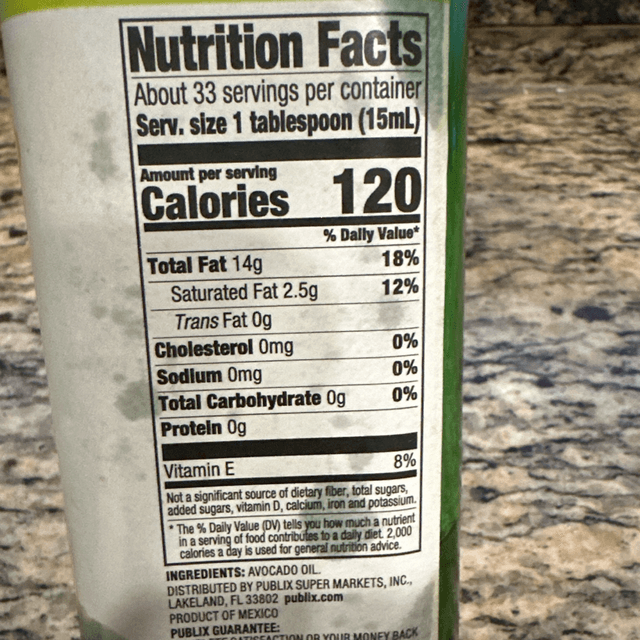 Nutrition Facts
About 33 servings per container
Serv. size 1 tablespoon (15mL)
Amount per serving
Calories 120
% Daily Value*
Total Fat 14g 18%
Saturated Fat 2.5g 12%
Trans Fat 0g
Cholesterol 0mg 0%
Sodium 0mg 0%
Total Carbohydrate 0g 0%
Protein 0g
Vitamin E 8%
Not a significant source of dietary fiber, total sugars,
added sugars, vitamin D, calcium, iron and potassium.
* The % Daily Value (DV) tells you how much a nutrient
in a serving of food contributes to a daily diet. 2,000
calories a day is used for general nutrition advice.
INGREDIENTS: AVOCADO OIL.
DISTRIBUTED BY PUBLIX SUPER MARKETS, INC.,
LAKELAND, FL 33802 publix.com
PRODUCT OF MEXICO
PUBLIX GUARANTEE:
SATISFACTION OR YOUR MONEY BACK